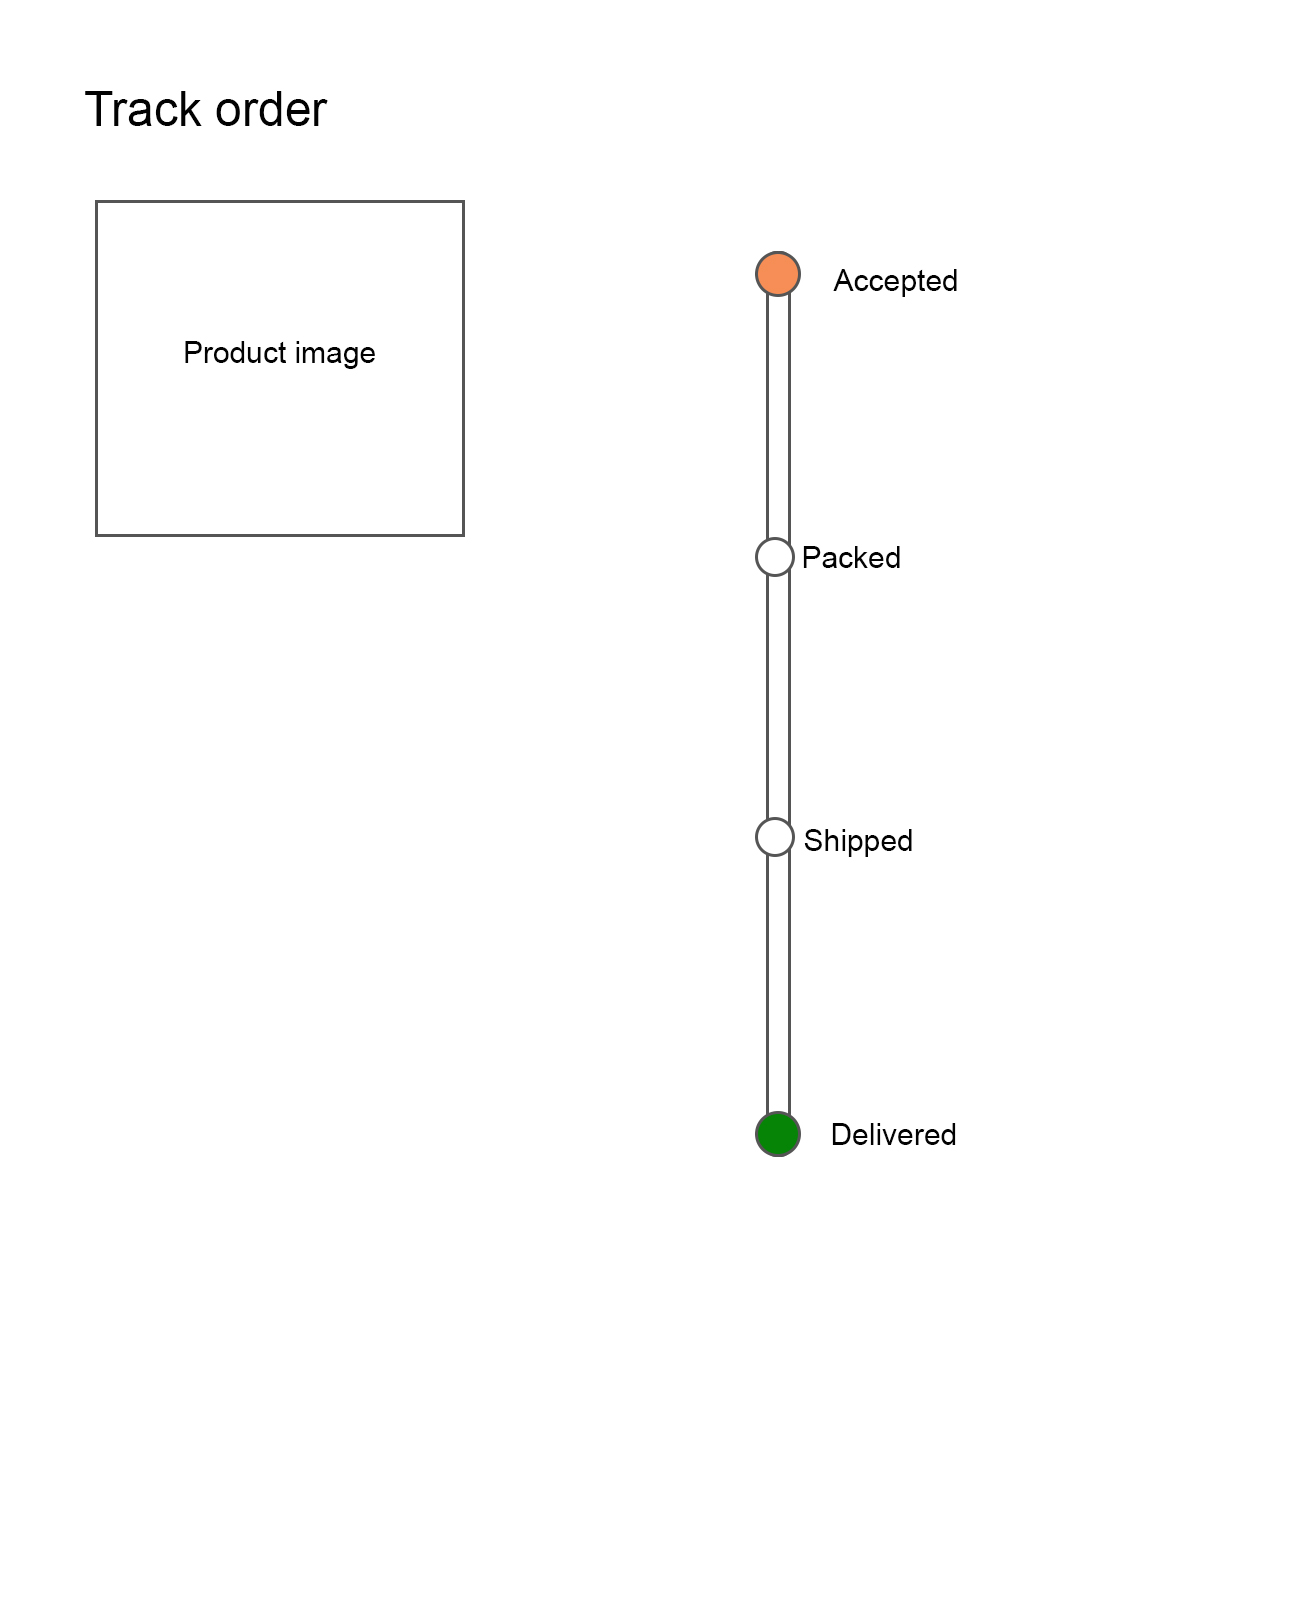 Track order
Product image
Accepted
Packed
Shipped
Delivered